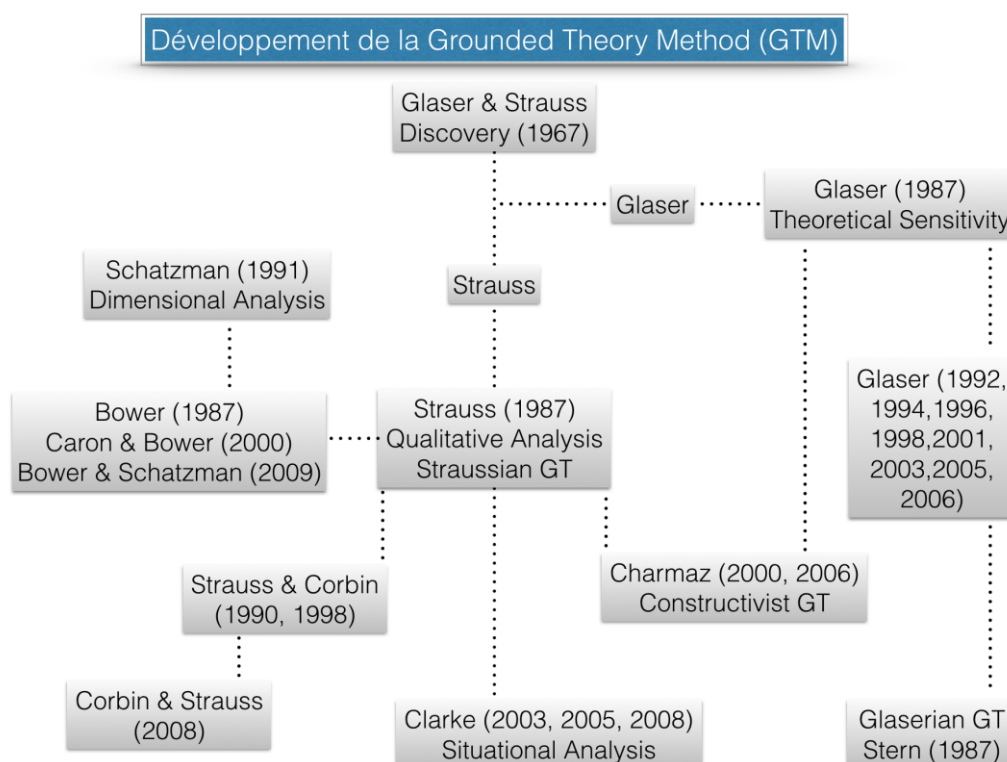 Développement de la Grounded Theory Method (GTM)
Glaser & Strauss
Discovery (1967)
Glaser
Glaser (1987)
Theoretical Sensitivity
Schatzman (1991)
Dimensional Analysis
Strauss
Bower (1987)
Caron & Bower (2000)
Bower & Schatzman (2009)
Strauss (1987)
Qualitative Analysis
Straussian GT
Glaser (1992,
1994,1996,
1998,2001,
2003,2005,
2006)
Strauss & Corbin
(1990, 1998)
Charmaz (2000, 2006)
Constructivist GT
Corbin & Strauss
(2008)
Clarke (2003, 2005, 2008)
Situational Analysis
Glaserian GT
Stern (1987)